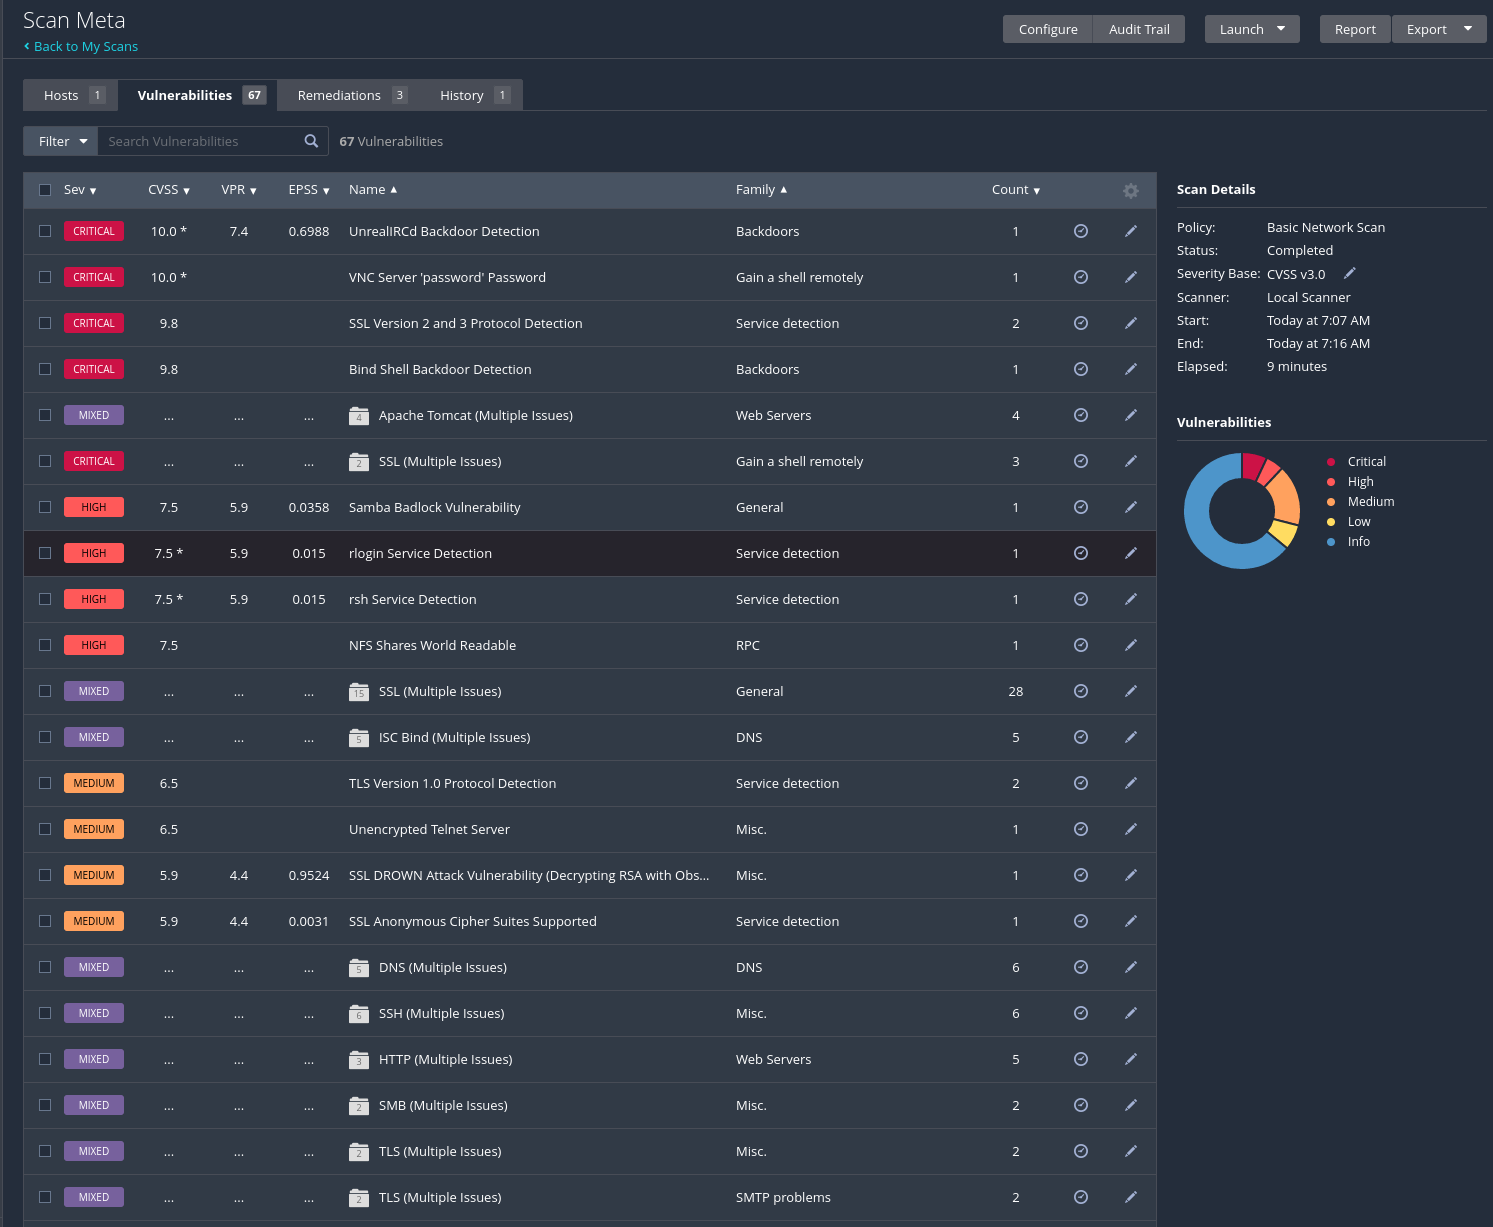 Scan Meta
‹ Back to My Scans
Configure Audit Trail Launch Report Export
Hosts 1 Vulnerabilities 67 Remediations 3 History 1
Filter Search Vulnerabilities 67 Vulnerabilities
Sev CVSS VPR EPSS Name Family Count
CRITICAL 10.0 * 7.4 0.6988 UnrealIRCd Backdoor Detection Backdoors 1
CRITICAL 10.0 * VNC Server 'password' Password Gain a shell remotely 1
CRITICAL 9.8 SSL Version 2 and 3 Protocol Detection Service detection 2
CRITICAL 9.8 Bind Shell Backdoor Detection Backdoors 1
MIXED ... ... ... 4 Apache Tomcat (Multiple Issues) Web Servers 4
CRITICAL ... ... ... 2 SSL (Multiple Issues) Gain a shell remotely 3
HIGH 7.5 5.9 0.0358 Samba Badlock Vulnerability General 1
HIGH 7.5 * 5.9 0.015 rlogin Service Detection Service detection 1
HIGH 7.5 * 5.9 0.015 rsh Service Detection Service detection 1
HIGH 7.5 NFS Shares World Readable RPC 1
MIXED ... ... ... 15 SSL (Multiple Issues) General 28
MIXED ... ... ... 5 ISC Bind (Multiple Issues) DNS 5
MEDIUM 6.5 TLS Version 1.0 Protocol Detection Service detection 2
MEDIUM 6.5 Unencrypted Telnet Server Misc. 1
MEDIUM 5.9 4.4 0.9524 SSL DROWN Attack Vulnerability (Decrypting RSA with Obs... Misc. 1
MEDIUM 5.9 4.4 0.0031 SSL Anonymous Cipher Suites Supported Service detection 1
MIXED ... ... ... 5 DNS (Multiple Issues) DNS 6
MIXED ... ... ... 6 SSH (Multiple Issues) Misc. 6
MIXED ... ... ... 3 HTTP (Multiple Issues) Web Servers 5
MIXED ... ... ... 2 SMB (Multiple Issues) Misc. 2
MIXED ... ... ... 2 TLS (Multiple Issues) Misc. 2
MIXED ... ... ... 2 TLS (Multiple Issues) SMTP problems 2
Scan Details
Policy: Basic Network Scan
Status: Completed
Severity Base: CVSS v3.0
Scanner: Local Scanner
Start: Today at 7:07 AM
End: Today at 7:16 AM
Elapsed: 9 minutes
Vulnerabilities
Critical
High
Medium
Low
Info